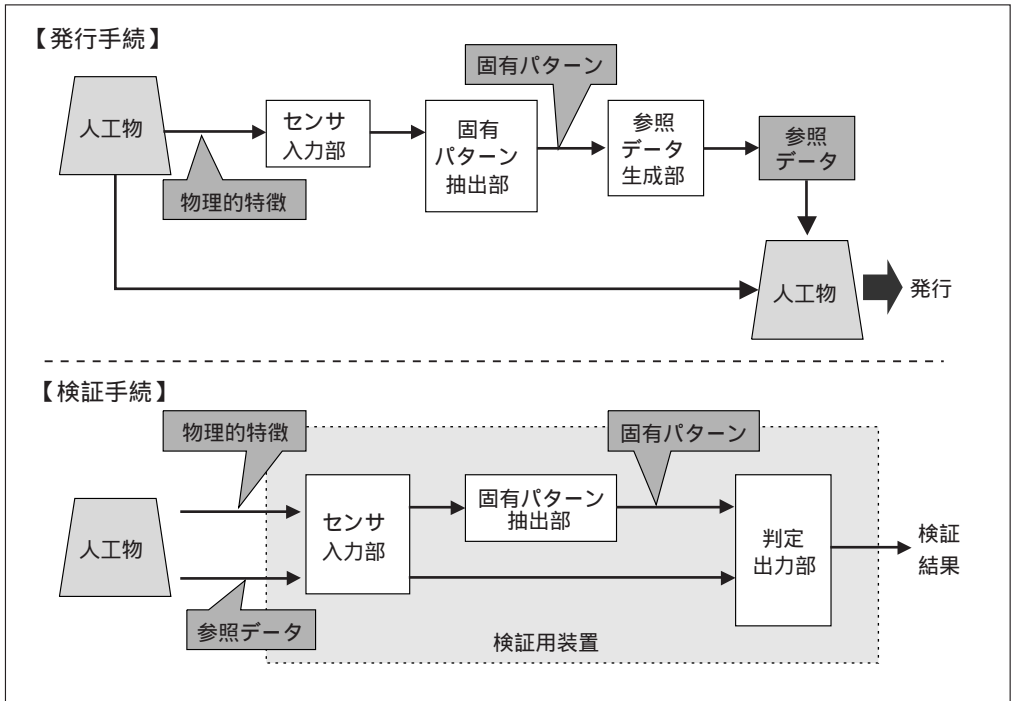 【発行手続】
固有パターン
人工物
センサ
入力部
固有
パターン
抽出部
参照
データ
生成部
参照
データ
物理的特徴
人工物
発行
【検証手続】
物理的特徴
固有パターン
人工物
センサ
入力部
固有パターン
抽出部
判定
出力部
検証
結果
参照データ
検証用装置